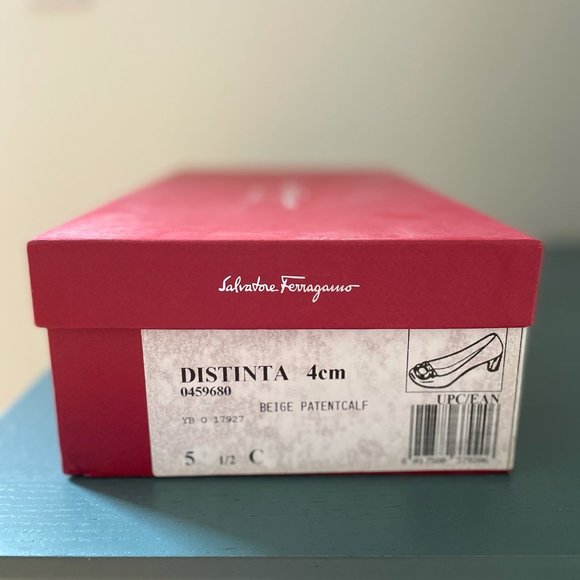 Salvatore Ferragamo
DISTINTA 4cm
0459680
BEIGE PATENTCALF
UPC/EAN
YB O 17927
5 1/2 C